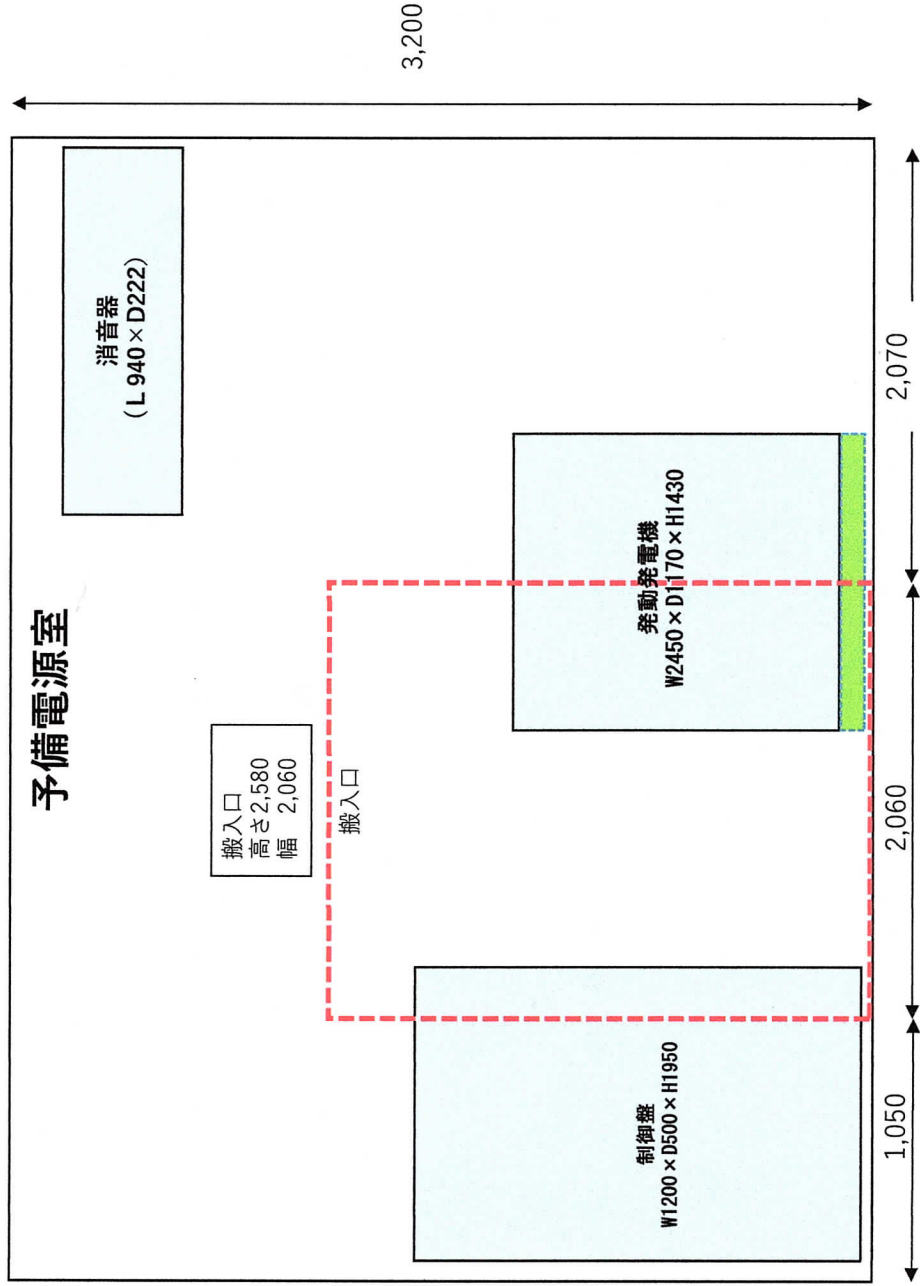 予備電源室
3,200
消音器
(L 940×D222)
搬入口
高さ2,580
幅 2,060
搬入口
発動発電機
W2450×D1170×H1430
制御盤
W1200×D500×H1950
1,050
2,060
2,070